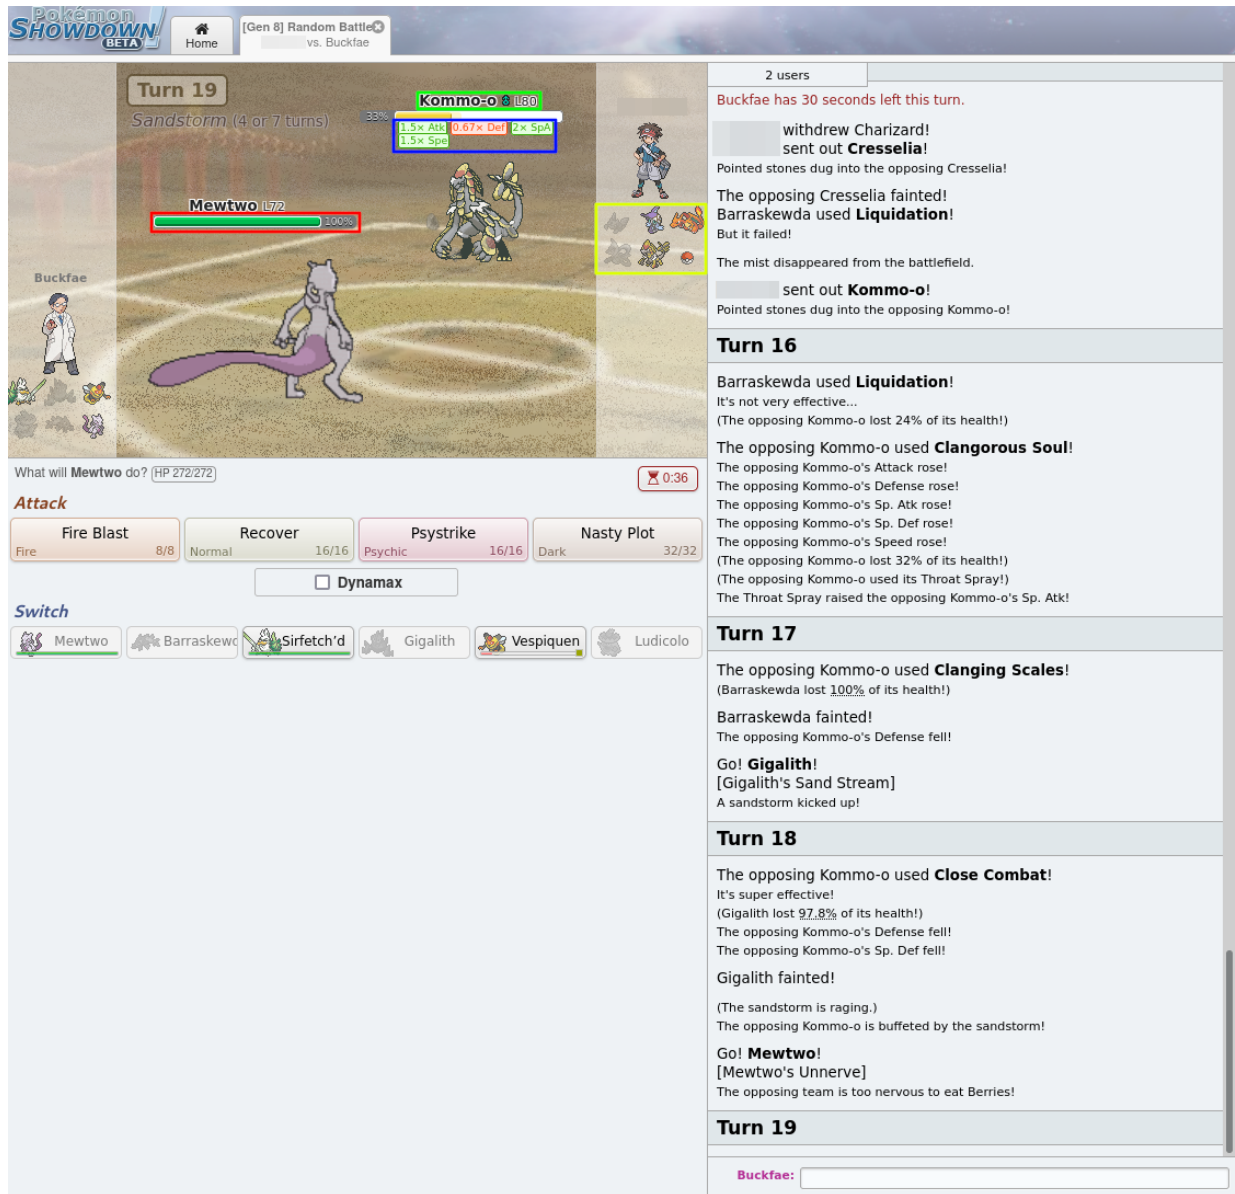 Pokémon
SHOWDOWN!
BETA
Home
[Gen 8] Random Battle
vs. Buckfae
Turn 19
Sandstorm (4 or 7 turns)
Kommo-o L80
33%
1.5× Atk 0.67× Def 2× SpA
1.5× Spe
Mewtwo L72
100%
Buckfae
What will Mewtwo do? HP 272/272
0:36
Attack
Fire Blast
Fire 8/8
Recover
Normal 16/16
Psystrike
Psychic 16/16
Nasty Plot
Dark 32/32
Dynamax
Switch
Mewtwo
Barraskewd
Sirfetch’d
Gigalith
Vespiquen
Ludicolo
2 users
Buckfae has 30 seconds left this turn.
withdrew Charizard!
sent out Cresselia!
Pointed stones dug into the opposing Cresselia!
The opposing Cresselia fainted!
Barraskewda used Liquidation!
But it failed!
The mist disappeared from the battlefield.
sent out Kommo-o!
Pointed stones dug into the opposing Kommo-o!
Turn 16
Barraskewda used Liquidation!
It's not very effective...
(The opposing Kommo-o lost 24% of its health!)
The opposing Kommo-o used Clangorous Soul!
The opposing Kommo-o's Attack rose!
The opposing Kommo-o's Defense rose!
The opposing Kommo-o's Sp. Atk rose!
The opposing Kommo-o's Sp. Def rose!
The opposing Kommo-o's Speed rose!
(The opposing Kommo-o lost 32% of its health!)
(The opposing Kommo-o used its Throat Spray!)
The Throat Spray raised the opposing Kommo-o's Sp. Atk!
Turn 17
The opposing Kommo-o used Clanging Scales!
(Barraskewda lost 100% of its health!)
Barraskewda fainted!
The opposing Kommo-o's Defense fell!
Go! Gigalith!
[Gigalith's Sand Stream]
A sandstorm kicked up!
Turn 18
The opposing Kommo-o used Close Combat!
It's super effective!
(Gigalith lost 97.8% of its health!)
The opposing Kommo-o's Defense fell!
The opposing Kommo-o's Sp. Def fell!
Gigalith fainted!
(The sandstorm is raging.)
The opposing Kommo-o is buffeted by the sandstorm!
Go! Mewtwo!
[Mewtwo's Unnerve]
The opposing team is too nervous to eat Berries!
Turn 19
Buckfae: